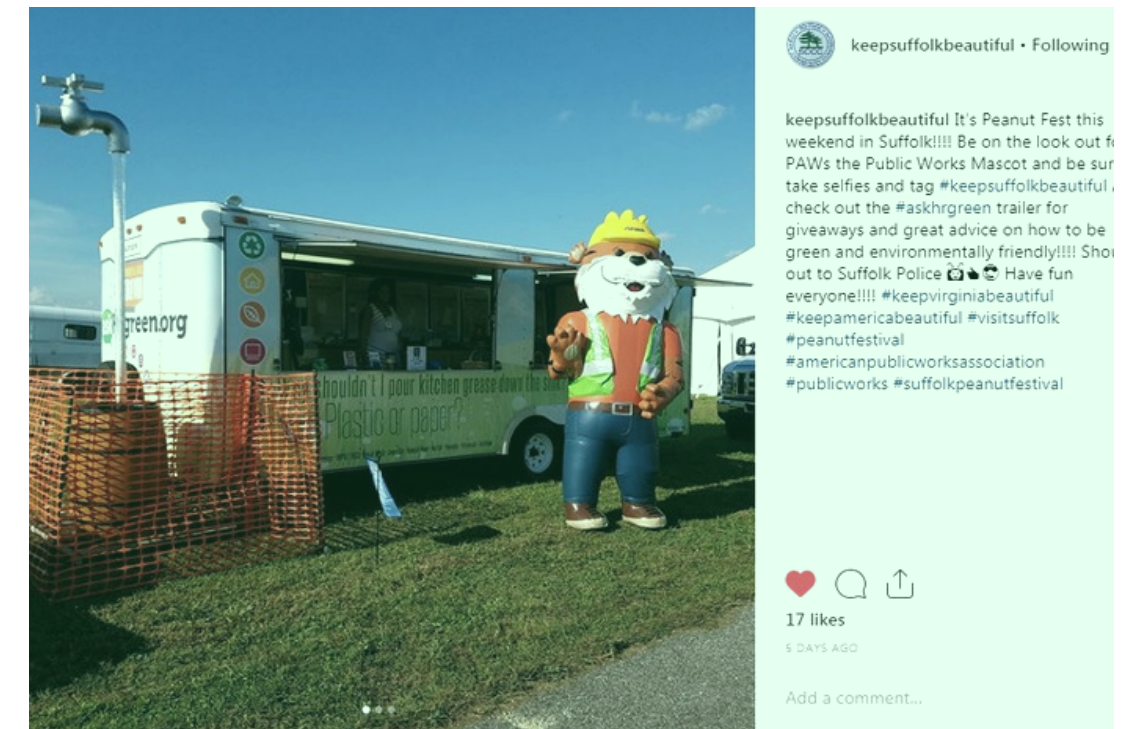 keepsuffolkbeautiful • Following
keepsuffolkbeautiful It's Peanut Fest this
weekend in Suffolk!!!! Be on the look out
PAWs the Public Works Mascot and be
take selfies and tag #keepsuffolkbeautiful
check out the #askhrgreen trailer for
giveaways and great advice on how to be
green and environmentally friendly!!!!
out to Suffolk Police Have fun
everyone!!!! #keepvirginiabeautiful
#keepamericabeautiful #visitsuffolk
#peanutfestival
#americanpublicworksassociation
#publicworks #suffolkpeanutfestival
17 likes
5 DAYS AGO
Add a comment...
green.org
houldn't I pour kitchen grease down the
Plastic or paper?